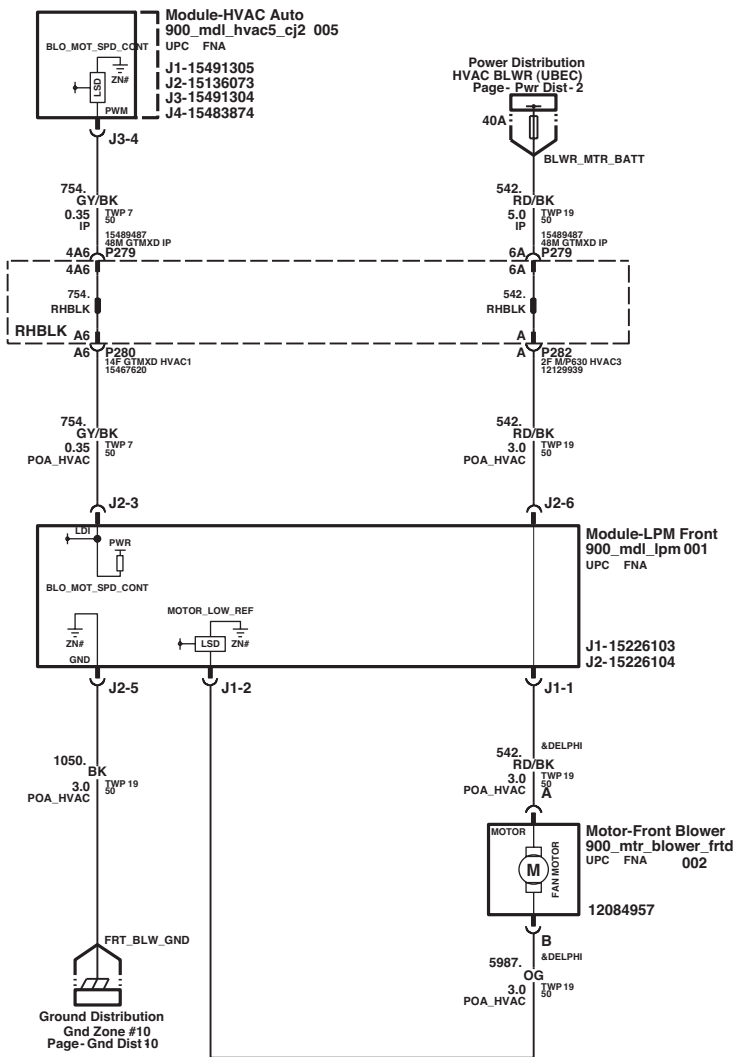 Module-HVAC Auto
900_mdl_hvac5_cj2 005
UPC FNA
J1-15491305
J2-15136073
J3-15491304
J4-15483874
BLO_MOT_SPD_CONT
ZN#
LSD
PWM
J3-4
Power Distribution
HVAC BLWR (UBEC)
Page- Pwr Dist-2
40A
BLWR_MTR_BATT
754.
GY/BK
0.35 TWP 7
IP 50
15489487
48M GTMXD IP
4A6 P279
4A6
542.
RD/BK
5.0 TWP 19
IP 50
15489487
48M GTMXD IP
6A P279
6A
754.
RHBLK
542.
RHBLK
RHBLK
A6
A6 P280
14F GTMXD HVAC1
15467620
A
A P282
2F M/P630 HVAC3
12129939
754.
GY/BK
0.35 TWP 7
POA_HVAC 50
542.
RD/BK
3.0 TWP 19
POA_HVAC 50
J2-3
J2-6
LDI
PWR
BLO_MOT_SPD_CONT
MOTOR_LOW_REF
ZN#
LSD
ZN#
GND
Module-LPM Front
900_mdl_lpm 001
UPC FNA
J1-15226103
J2-15226104
J2-5
J1-2
J1-1
1050.
BK
3.0 TWP 19
POA_HVAC 50
&DELPHI
542.
RD/BK
3.0 TWP 19
POA_HVAC 50
A
MOTOR
M
FAN MOTOR
Motor-Front Blower
900_mtr_blower_frtd
UPC FNA 002
12084957
B
&DELPHI
5987.
OG
3.0 TWP 19
POA_HVAC 50
FRT_BLW_GND
Ground Distribution
Gnd Zone #10
Page- Gnd Dist-10